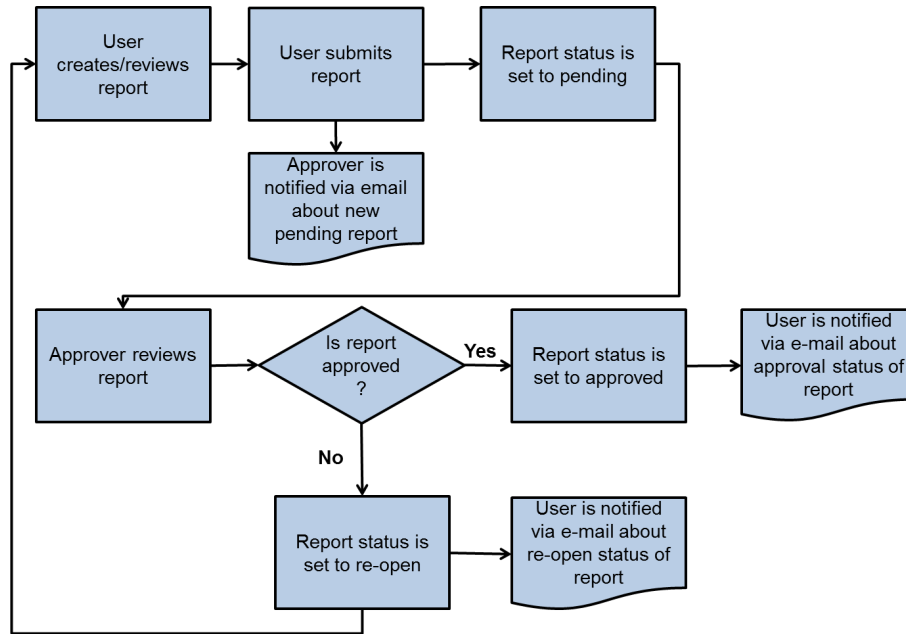 User
creates/reviews
report
User submits
report
Report status is
set to pending
Approver is
notified via email
about new
pending report
Approver reviews
report
Is report
approved
?
Yes
Report status is
set to approved
User is notified
via e-mail about
approval status of
report
No
Report status is
set to re-open
User is notified
via e-mail about
re-open status of
report